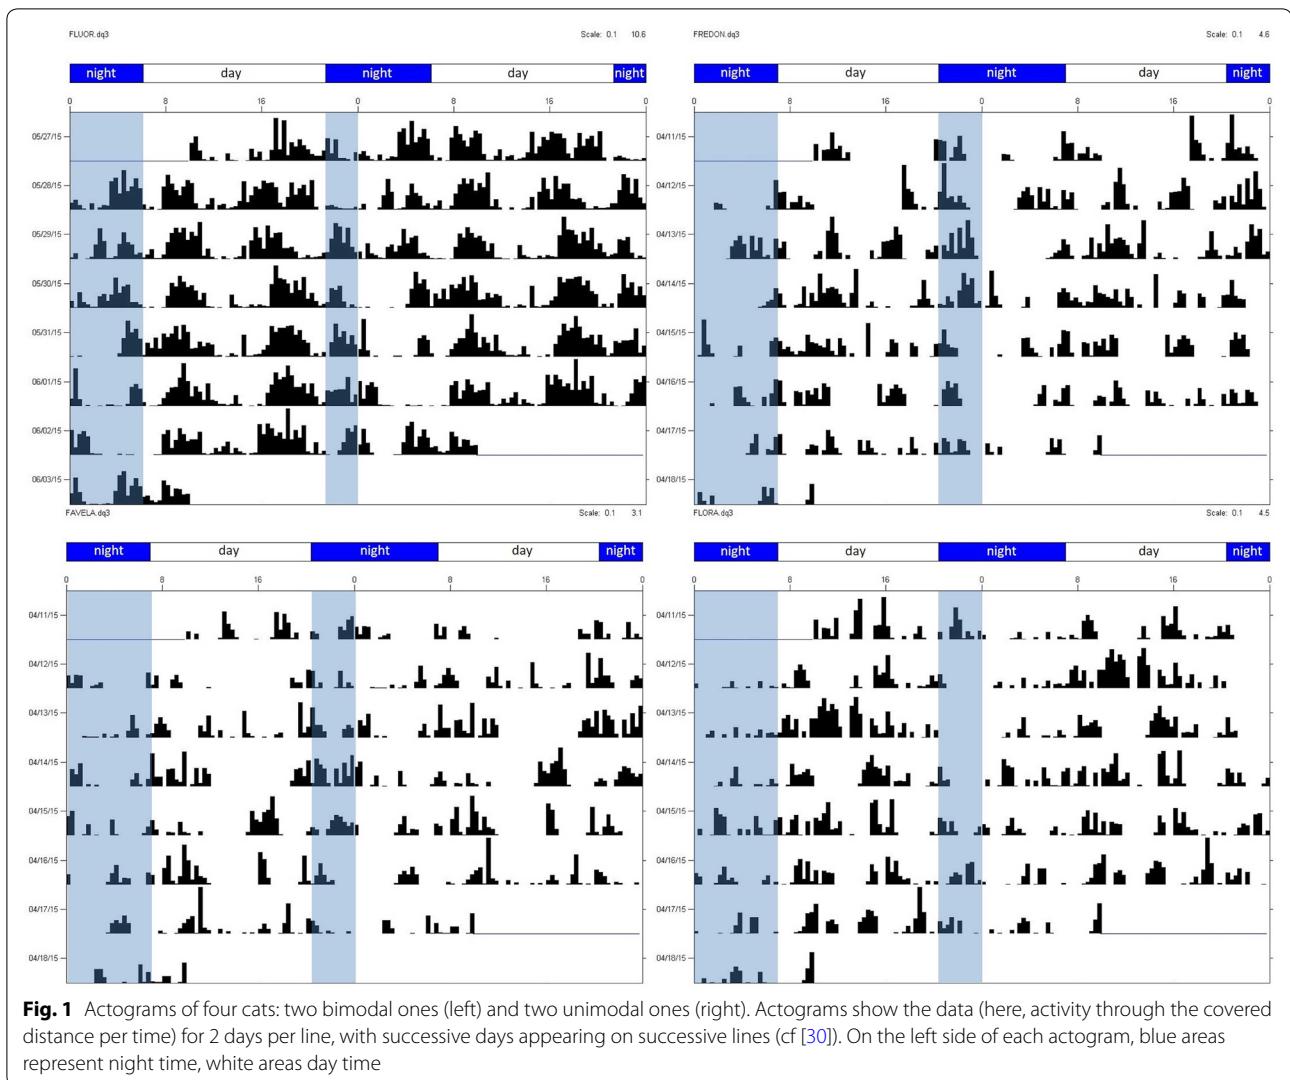 FLUOR.dq3 Scale: 0.1 10.6
night day night day night
0 8 16 0 8 16 0
05/27/15
05/28/15
05/29/15
05/30/15
05/31/15
06/01/15
06/02/15
06/03/15
FREDON.dq3 Scale: 0.1 4.6
night day night day night
0 8 16 0 8 16 0
04/11/15
04/12/15
04/13/15
04/14/15
04/15/15
04/16/15
04/17/15
04/18/15
FAVELA.dq3 Scale: 0.1 3.1
night day night day night
0 8 16 0 8 16 0
04/11/15
04/12/15
04/13/15
04/14/15
04/15/15
04/16/15
04/17/15
04/18/15
FLORA.dq3 Scale: 0.1 4.5
night day night day night
0 8 16 0 8 16 0
04/11/15
04/12/15
04/13/15
04/14/15
04/15/15
04/16/15
04/17/15
04/18/15
Fig. 1 Actograms of four cats: two bimodal ones (left) and two unimodal ones (right). Actograms show the data (here, activity through the covered
distance per time) for 2 days per line, with successive days appearing on successive lines (cf [30]). On the left side of each actogram, blue areas
represent night time, white areas day time